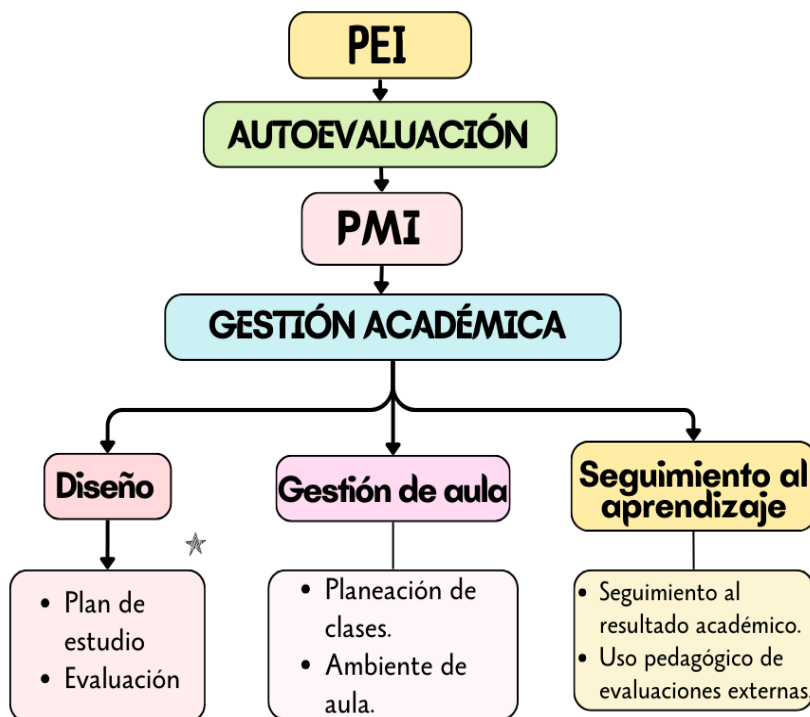 PEI
AUTOEVALUACIÓN
PMI
GESTIÓN ACADÉMICA
Diseño
Gestión de aula
Seguimiento al
aprendizaje
• Plan de
estudio
• Evaluación
• Planeación de
clases.
• Ambiente de
aula.
• Seguimiento al
resultado académico.
• Uso pedagógico de
evaluaciones externas.